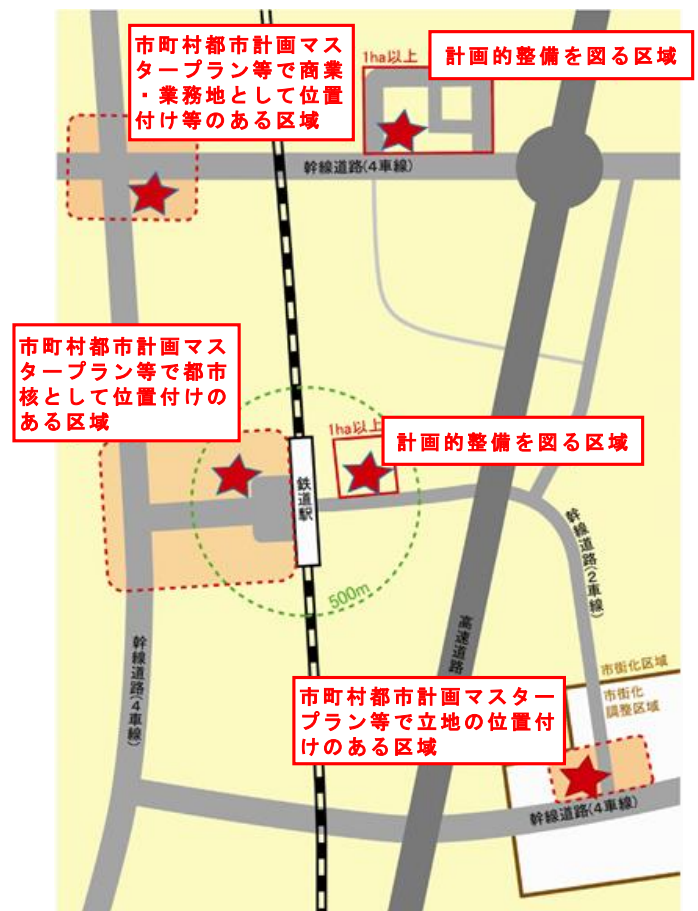 市町村都市計画マス
タープラン等で商業
・業務地として位置
付け等のある区域
1ha以上
計画的整備を図る区域
幹線道路(4車線)
市町村都市計画マス
タープラン等で都市
核として位置付けの
ある区域
1ha以上
計画的整備を図る区域
鉄道駅
500m
幹線道路(2車線)
幹線道路(4車線)
高速道路
市街化区域
市町村都市計画マスター
プラン等で立地の位置付
けのある区域
市街化
調整区域
幹線道路(4車線)